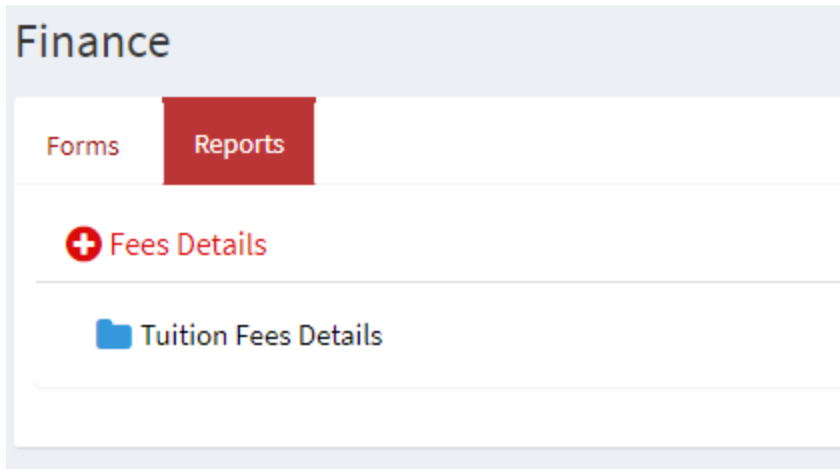 Finance
Forms Reports
Fees Details
Tuition Fees Details